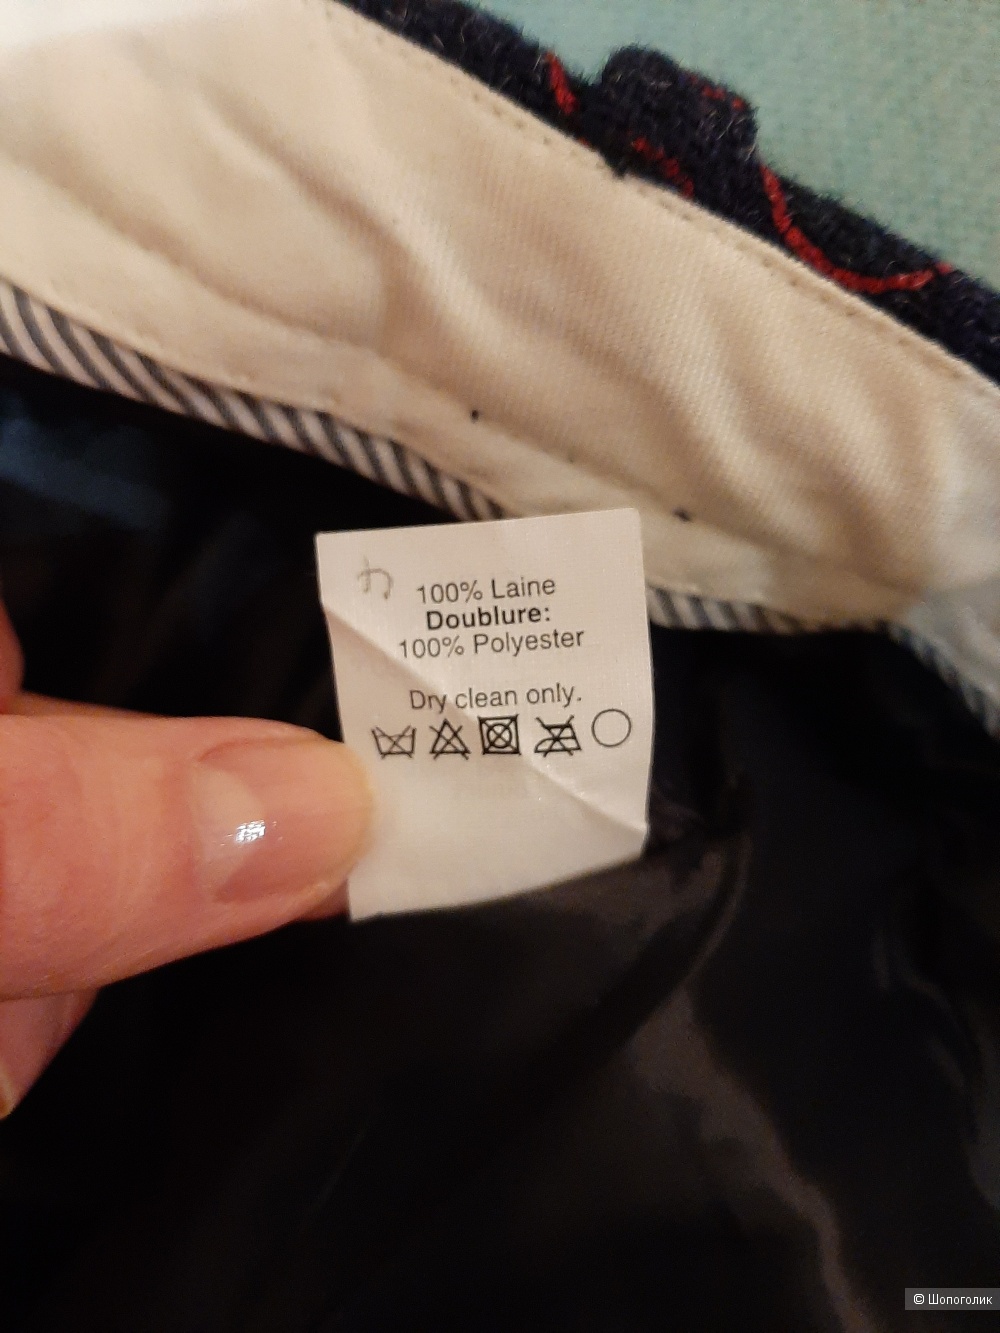 100% Laine
Doublure:
100% Polyester
Dry clean only.
© Шопоголик